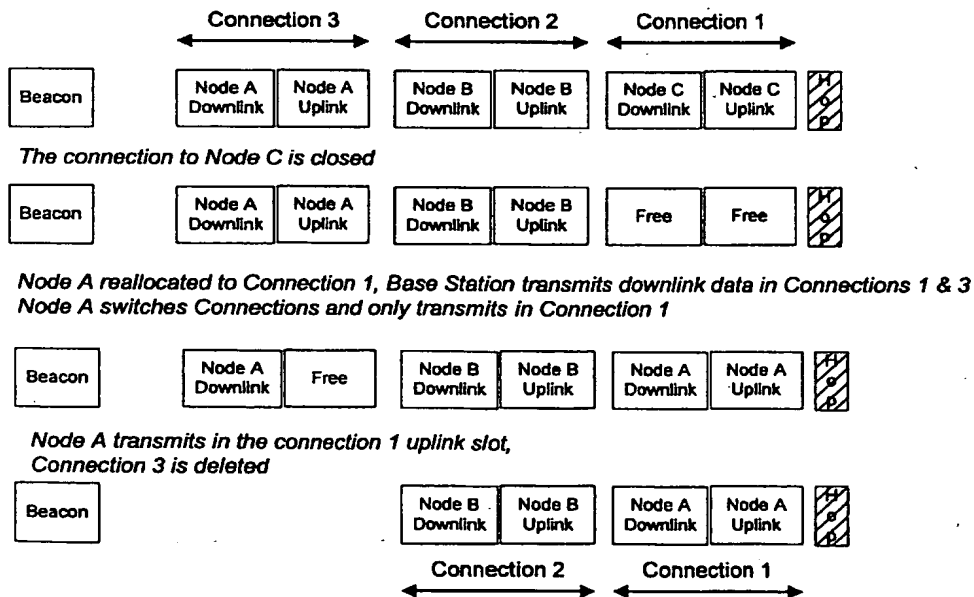 Connection 3 Connection 2 Connection 1
Beacon Node A Downlink Node A Uplink Node B Downlink Node B Uplink Node C Downlink Node C Uplink Hop
The connection to Node C is closed
Beacon Node A Downlink Node A Uplink Node B Downlink Node B Uplink Free Free Hop
Node A reallocated to Connection 1, Base Station transmits downlink data in Connections 1 & 3
Node A switches Connections and only transmits in Connection 1
Beacon Node A Downlink Free Node B Downlink Node B Uplink Node A Downlink Node A Uplink Hop
Node A transmits in the connection 1 uplink slot,
Connection 3 is deleted
Beacon Node B Downlink Node B Uplink Node A Downlink Node A Uplink Hop
Connection 2 Connection 1